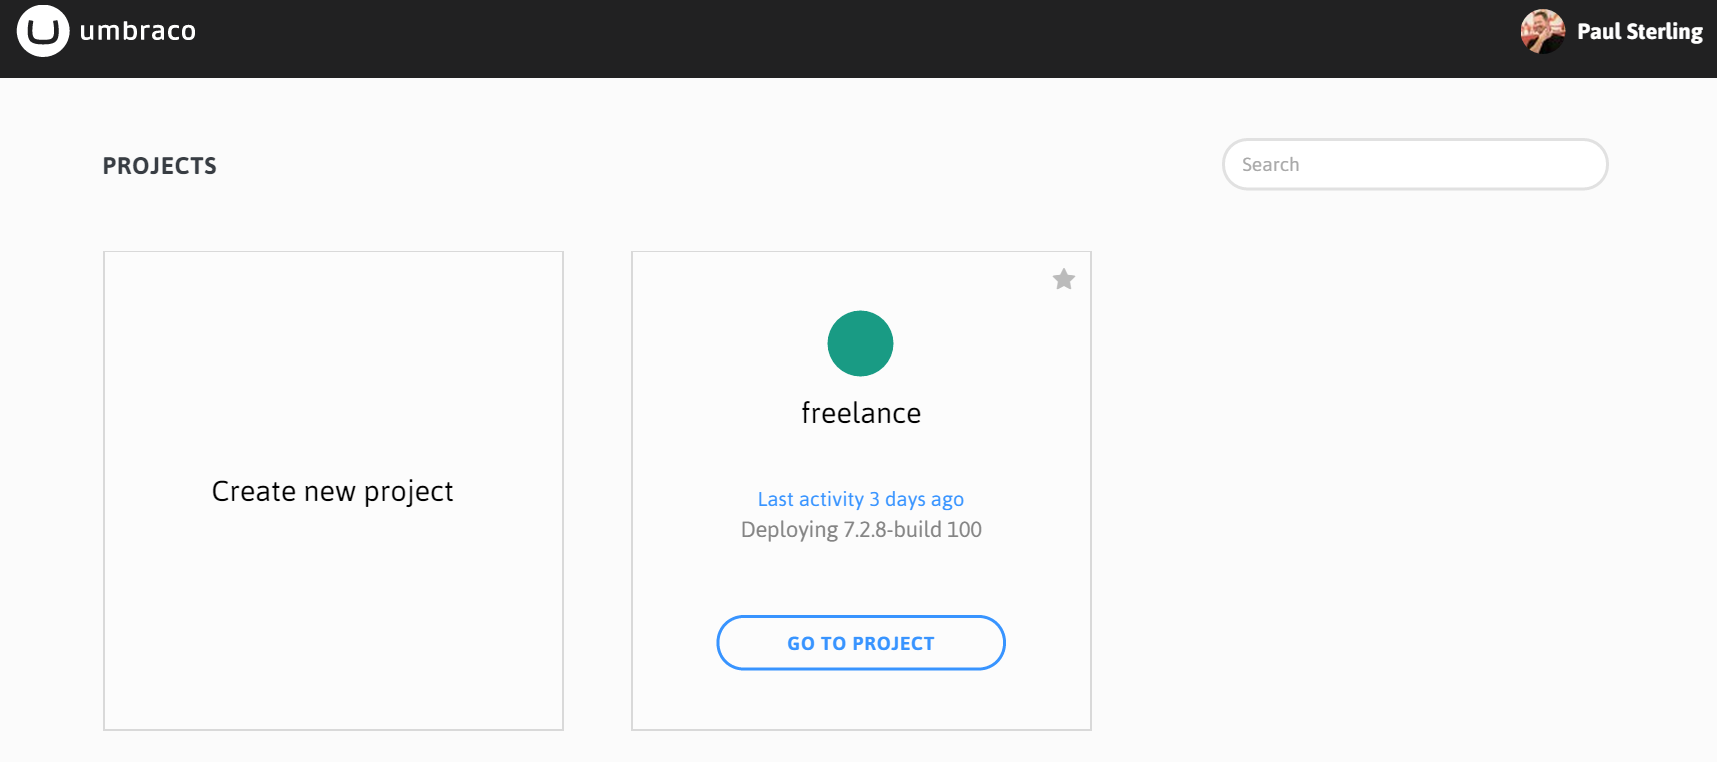 umbraco
Paul Sterling
PROJECTS
Search
Create new project
freelance
Last activity 3 days ago
Deploying 7.2.8-build 100
GO TO PROJECT